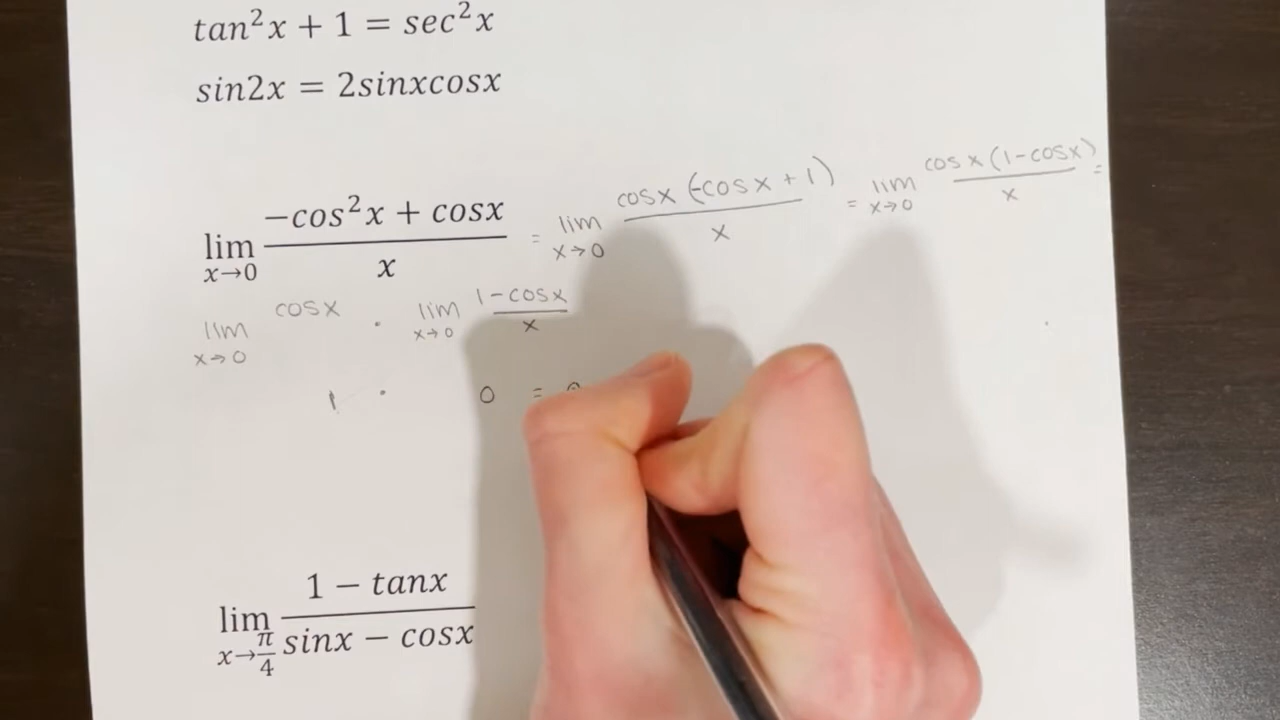 tan²x + 1 = sec²x
sin2x = 2sinxcosx
lim x→0 (-cos²x + cosx)/x = lim x→0 cosx(-cosx + 1)/x = lim x→0 cosx(1-cosx)/x =
lim x→0 cosx · lim x→0 (1-cosx)/x
1 · 0 = 0
lim x→π/4 (1 − tanx)/(sinx − cosx)